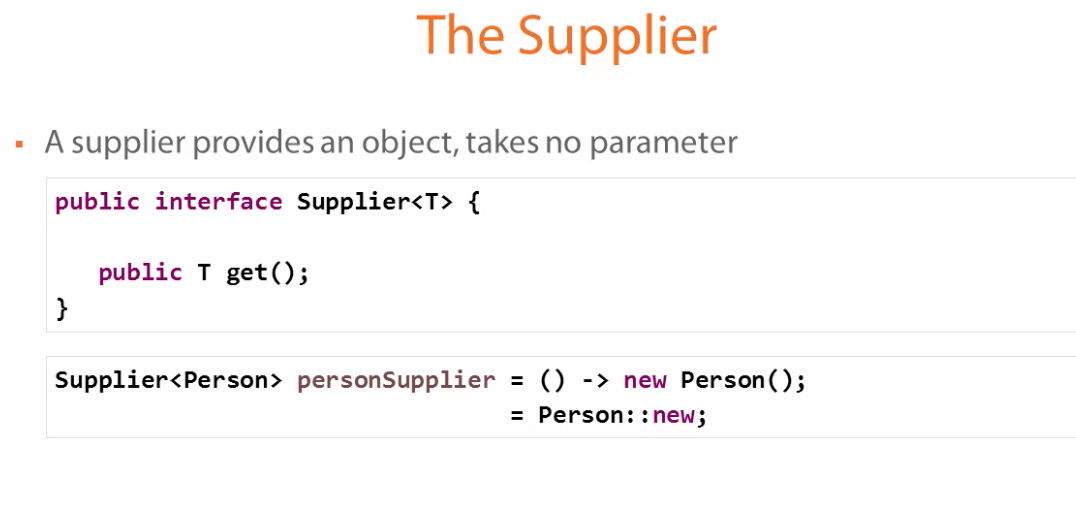 The Supplier
▪ A supplier provides an object, takes no parameter
public interface Supplier<T> {
public T get();
}
Supplier<Person> personSupplier = () -> new Person();
= Person::new;